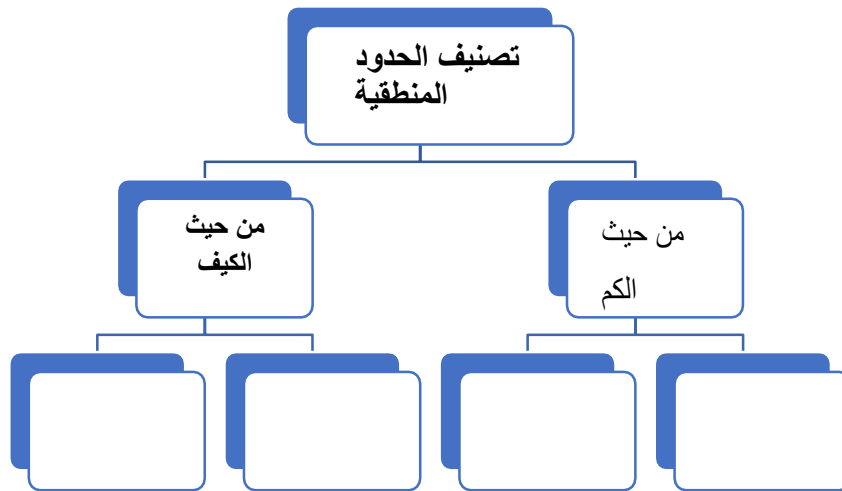 تصنيف الحدود
المنطقية
من حيث
الكم
من حيث
الكيف